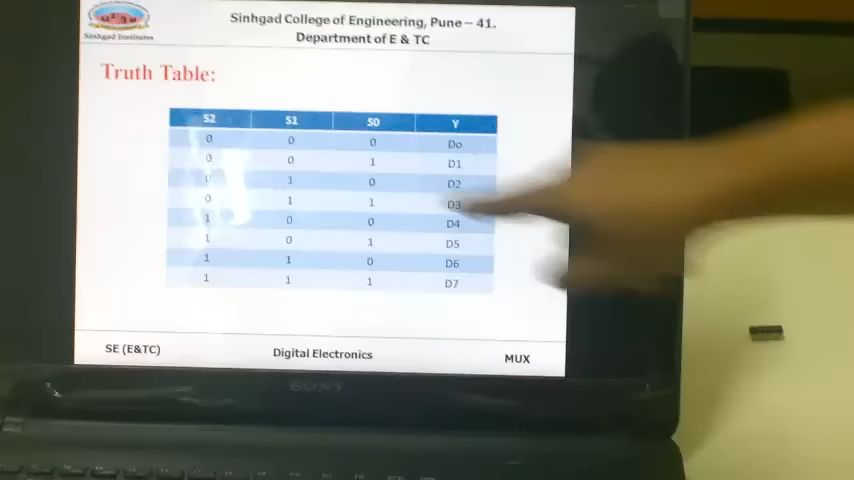 Sinhgad College of Engineering, Pune – 41.
Department of E & TC
Sinhgad Institutes
Truth Table:
S2 S1 S0 Y
0 0 0 Do
0 0 1 D1
0 1 0 D2
0 1 1 D3
1 0 0 D4
1 0 1 D5
1 1 0 D6
1 1 1 D7
SE (E&TC) Digital Electronics MUX
SONY